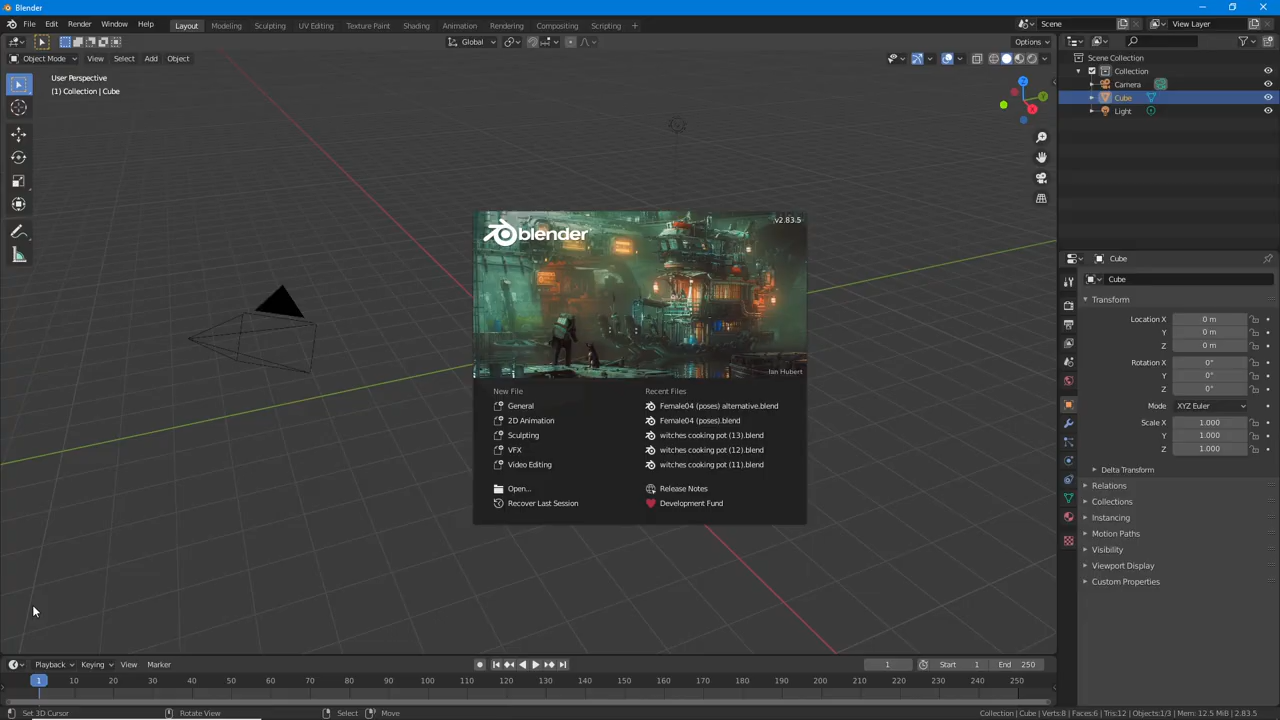 Blender
File Edit Render Window Help Layout Modeling Sculpting UV Editing Texture Paint Shading Animation Rendering Compositing Scripting + Scene View Layer
Global Options
Object Mode View Select Add Object
User Perspective
(1) Collection | Cube
Scene Collection
Collection
Camera
Cube
Light
Z
Y
X
v2.83.5
blender
Ian Hubert
New File
General
2D Animation
Sculpting
VFX
Video Editing
Open...
Recover Last Session
Recent Files
Female04 (poses) alternative.blend
Female04 (poses).blend
witches cooking pot (13).blend
witches cooking pot (12).blend
witches cooking pot (11).blend
Release Notes
Development Fund
Cube
Cube
Transform
Location X 0 m
Y 0 m
Z 0 m
Rotation X 0°
Y 0°
Z 0°
Mode XYZ Euler
Scale X 1.000
Y 1.000
Z 1.000
Delta Transform
Relations
Collections
Instancing
Motion Paths
Visibility
Viewport Display
Custom Properties
Playback Keying View Marker 1 Start 1 End 250
1 10 20 30 40 50 60 70 80 90 100 110 120 130 140 150 160 170 180 190 200 210 220 230 240 250
Set 3D Cursor Rotate View Select Move Collection | Cube | Verts:8 | Faces:6 | Tris:12 | Objects:1/3 | Mem: 12.5 MiB | 2.83.5